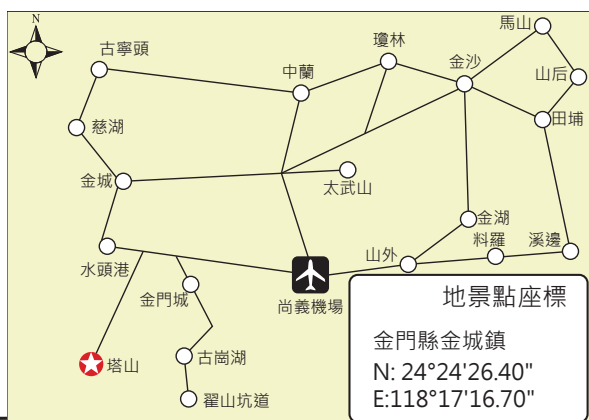 N
馬山
古寧頭
瓊林
金沙
中蘭
山后
慈湖
田埔
金城
太武山
金湖
水頭港
山外
料羅
溪邊
金門城
尚義機場
塔山
古崗湖
翟山坑道
地景點座標
金門縣金城鎮
N: 24°24'26.40"
E:118°17'16.70"